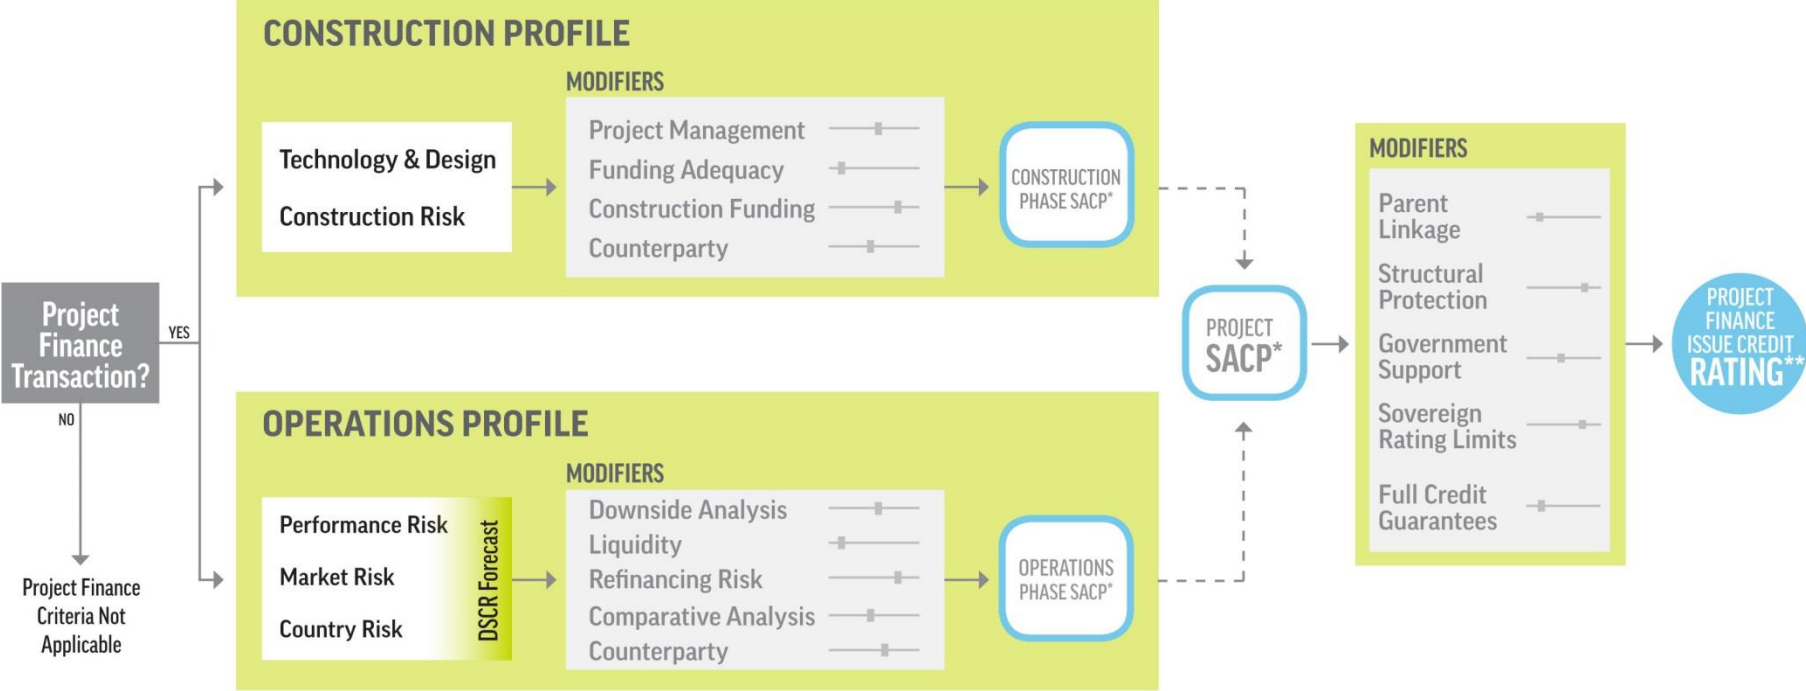 Project
Finance
Transaction?
YES
NO
Project Finance
Criteria Not
Applicable
CONSTRUCTION PROFILE
Technology & Design
Construction Risk
MODIFIERS
Project Management
Funding Adequacy
Construction Funding
Counterparty
CONSTRUCTION
PHASE SACP*
OPERATIONS PROFILE
Performance Risk
Market Risk
Country Risk
DSCR Forecast
MODIFIERS
Downside Analysis
Liquidity
Refinancing Risk
Comparative Analysis
Counterparty
OPERATIONS
PHASE SACP*
PROJECT
SACP*
MODIFIERS
Parent
Linkage
Structural
Protection
Government
Support
Sovereign
Rating Limits
Full Credit
Guarantees
PROJECT
FINANCE
ISSUE CREDIT
RATING**